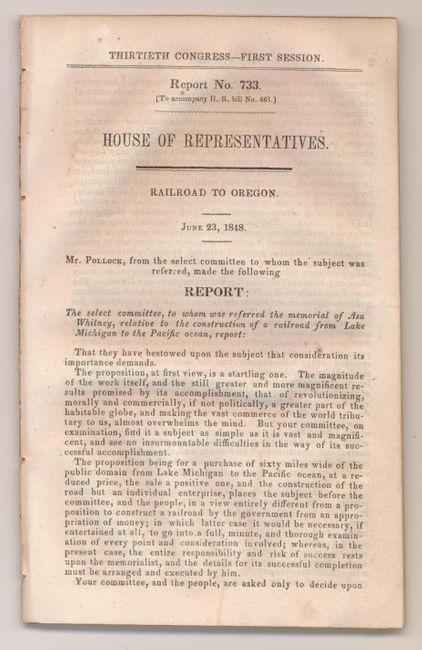 THIRTIETH CONGRESS—FIRST SESSION.
Report No. 733.
[To accompany H. R. bill No. 468.]
HOUSE OF REPRESENTATIVES.
RAILROAD TO OREGON.
JUNE 23, 1848.
Mr. POLLOCK, from the select committee to whom the subject was
referred, made the following
REPORT:
The select committee, to whom was referred the memorial of Asa
Whitney, relative to the construction of a railroad from Lake
Michigan to the Pacific ocean, report:
That they have bestowed upon the subject that consideration its
importance demands.
The proposition, at first view, is a startling one. The magnitude
of the work itself, and the still greater and more magnificent re-
sults promised by its accomplishment, that of revolutionizing,
morally and commercially, if not politically, a greater part of the
habitable globe, and making the vast commerce of the world tribu-
tary to us, almost overwhelms the mind. But your committee, on
examination, find it a subject as simple as it is vast and magnifi-
cent, and see no insurmountable difficulties in the way of its suc-
cessful accomplishment.
The proposition being for a purchase of sixty miles wide of the
public domain from Lake Michigan to the Pacific ocean, at a re-
duced price, the sale a positive one, and the construction of the
road but an individual enterprise, places the subject before the
committee, and the people, in a view entirely different from a pro-
position to construct a railroad by the government from an appro-
priation of money; in which latter case it would be necessary, if
entertained at all, to go into a full, minute, and thorough examin-
ation of every point and consideration involved; whereas, in the
present case, the entire responsibility and risk of success rests
upon the memorialist, and the details for its successful completion
must be arranged and executed by him.
Your committee, and the people, are asked only to decide upon